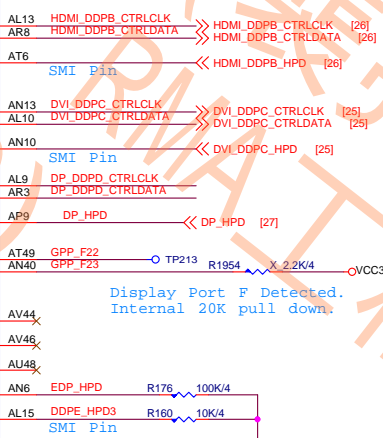 AL13 HDMI_DDPB_CTRLCLK HDMI_DDPB_CTRLCLK [26]
AR8 HDMI_DDPB_CTRLDATA HDMI_DDPB_CTRLDATA [26]
AT6 HDMI_DDPB_HPD [26]
SMI Pin
AN13 DVI_DDPC_CTRLCLK DVI_DDPC_CTRLCLK [25]
AL10 DVI_DDPC_CTRLDATA DVI_DDPC_CTRLDATA [25]
AN10 DVI_DDPC_HPD [25]
SMI Pin
AL9 DP_DDPD_CTRLCLK
AR3 DP_DDPD_CTRLDATA
AP9 DP_HPD DP_HPD [27]
AT49 GPP_F22 TP213
AN40 GPP_F23 R1954 X_2.2K/4 VCC3
Display Port F Detected.
Internal 20K pull down.
AV44
AV46
AU48
AN6 EDP_HPD R176 100K/4
AL15 DDPE_HPD3 R160 10K/4
SMI Pin